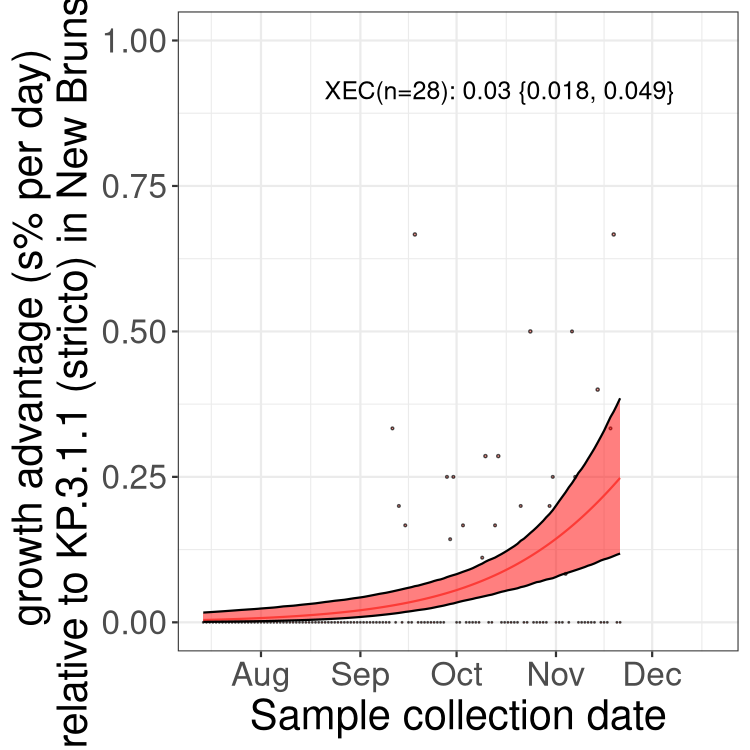 growth advantage (s% per day)
relative to KP.3.1.1 (stricto) in New Bruns
1.00
0.75
0.50
0.25
0.00
XEC(n=28): 0.03 {0.018, 0.049}
Aug Sep Oct Nov Dec
Sample collection date